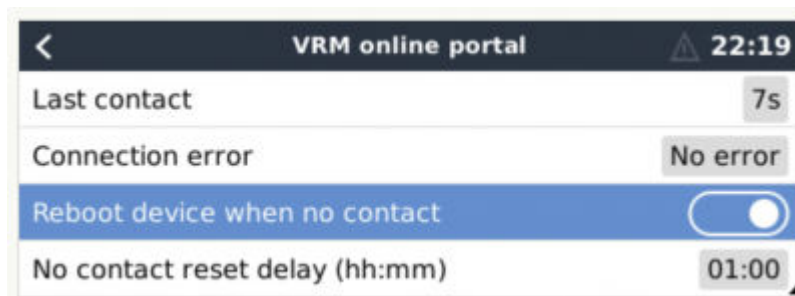 VRM online portal 22:19
Last contact 7s
Connection error No error
Reboot device when no contact
No contact reset delay (hh:mm) 01:00